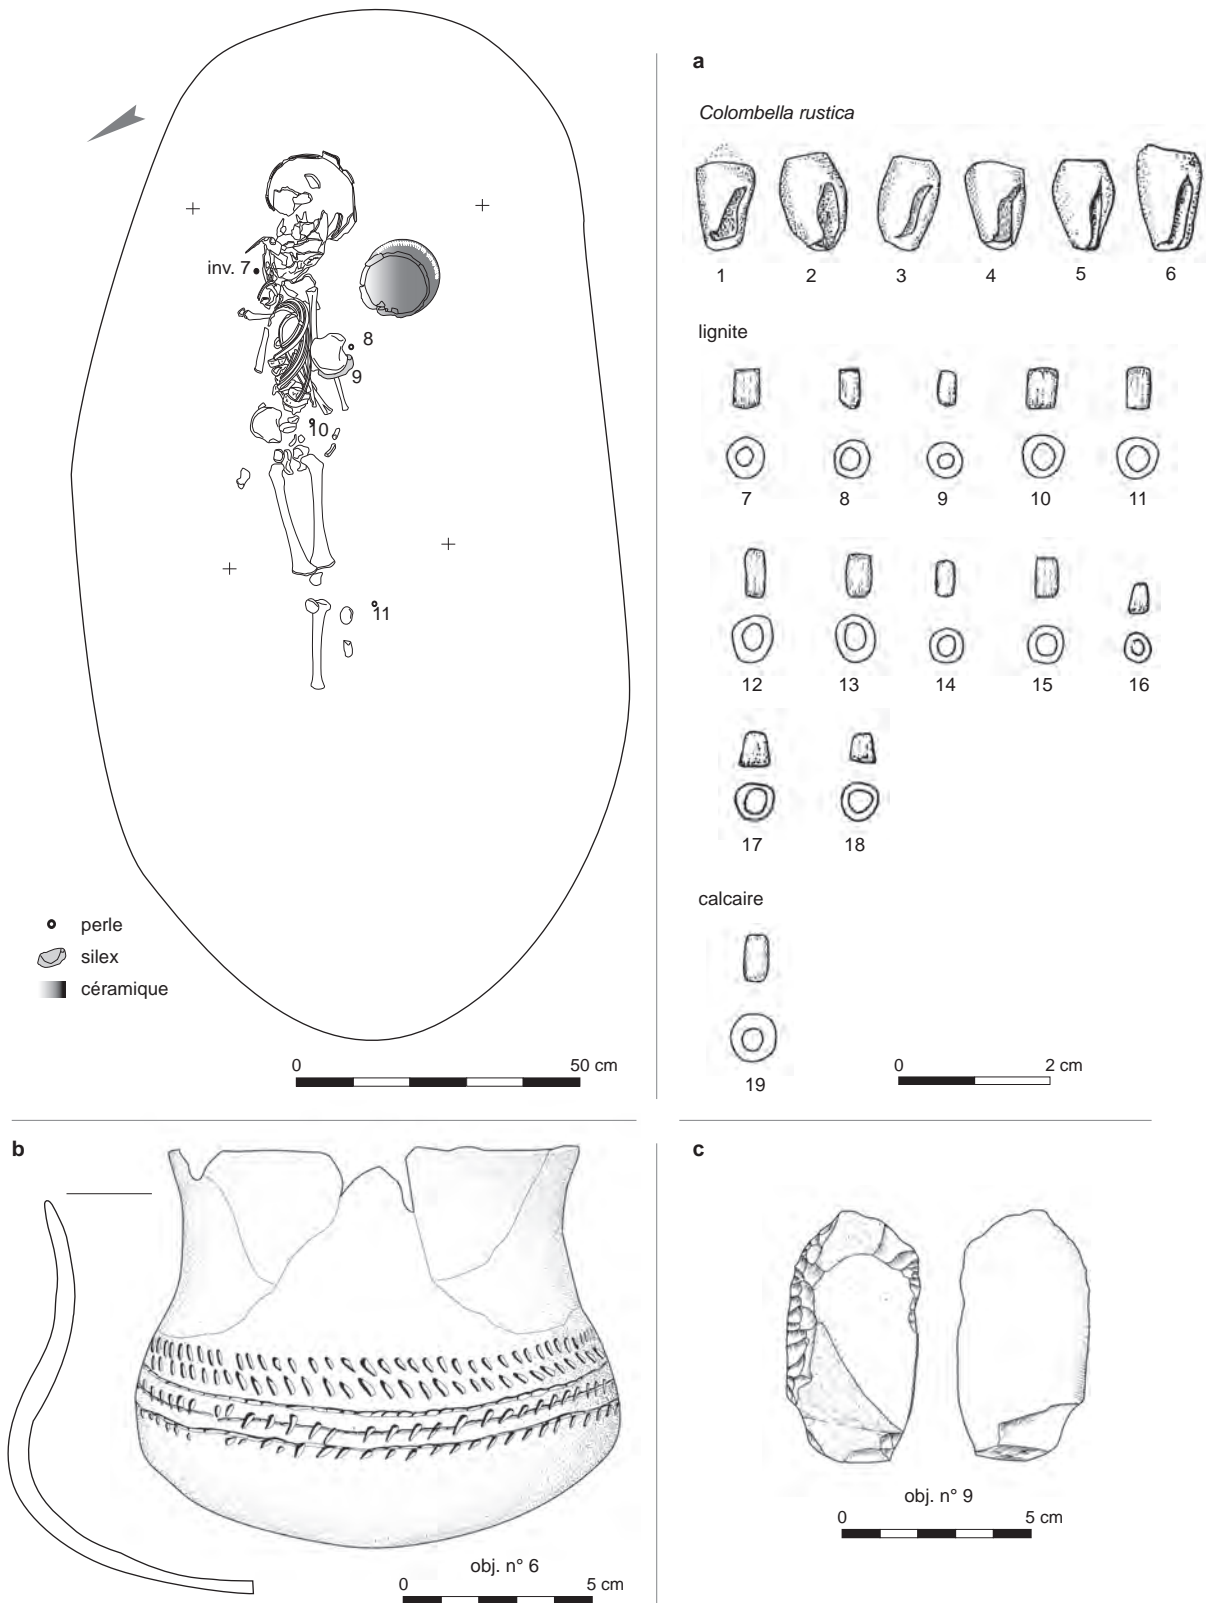 inv. 7
8
9
10
11
perle
silex
céramique
0 50 cm
a
Colombella rustica
1 2 3 4 5 6
lignite
7 8 9 10 11
12 13 14 15 16
17 18
calcaire
19
0 2 cm
b
obj. n° 6
0 5 cm
c
obj. n° 9
0 5 cm